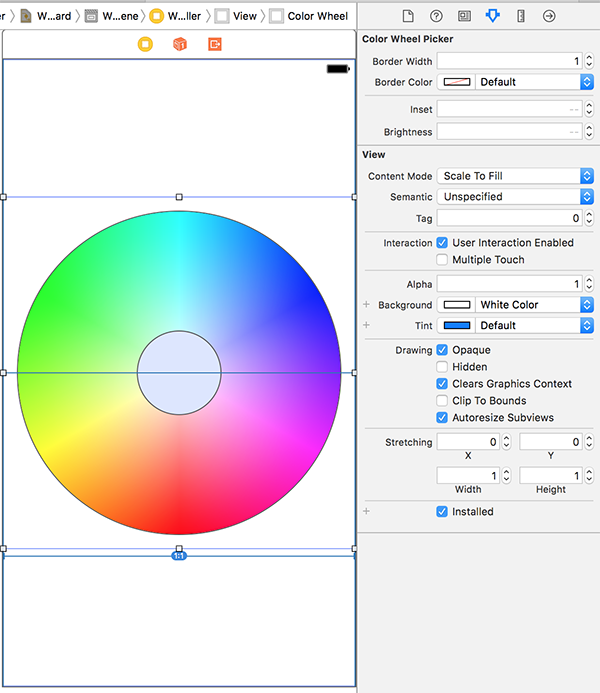 er W...ard W...ene W...ller View Color Wheel
Color Wheel Picker
Border Width 1
Border Color Default
Inset --
Brightness --
View
Content Mode Scale To Fill
Semantic Unspecified
Tag 0
Interaction User Interaction Enabled
Multiple Touch
Alpha 1
+ Background White Color
+ Tint Default
Drawing Opaque
Hidden
Clears Graphics Context
Clip To Bounds
Autoresize Subviews
Stretching 0 0
X Y
1 1
Width Height
+ Installed
1:1